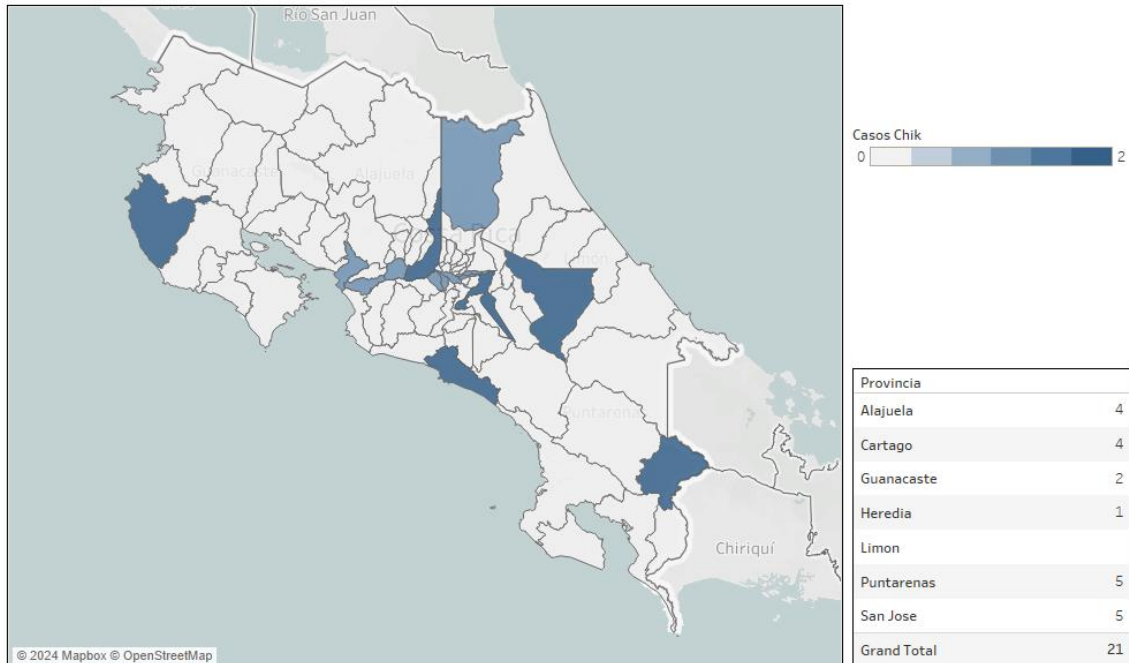 Río San Juan
Guanacaste
Alajuela
Costa Rica
Limón
Puntarenas
Chiriquí
© 2024 Mapbox © OpenStreetMap
Casos Chik
0 2
Provincia
Alajuela 4
Cartago 4
Guanacaste 2
Heredia 1
Limon
Puntarenas 5
San Jose 5
Grand Total 21